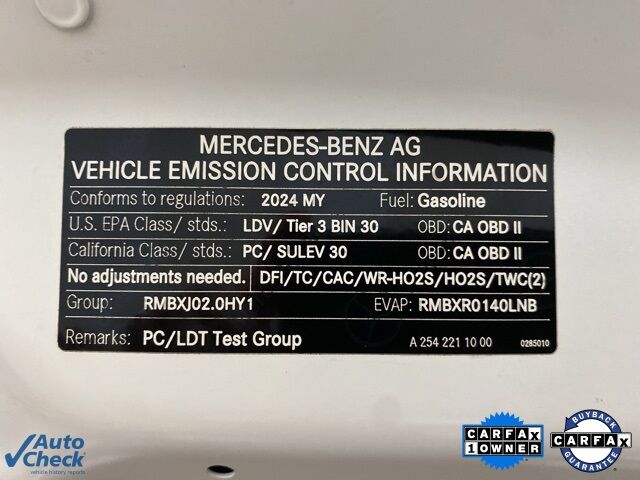 MERCEDES-BENZ AG
VEHICLE EMISSION CONTROL INFORMATION
Conforms to regulations: 2024 MY Fuel: Gasoline
U.S. EPA Class/ stds.: LDV/ Tier 3 BIN 30 OBD: CA OBD II
California Class/ stds.: PC/ SULEV 30 OBD: CA OBD II
No adjustments needed. DFI/TC/CAC/WR-HO2S/HO2S/TWC(2)
Group: RMBXJ02.0HY1 EVAP: RMBXR0140LNB
Remarks: PC/LDT Test Group A 254 221 10 00 0285010
Auto
Check
vehicle history reports
CARFAX
1 OWNER
BUYBACK
CARFAX
GUARANTEE